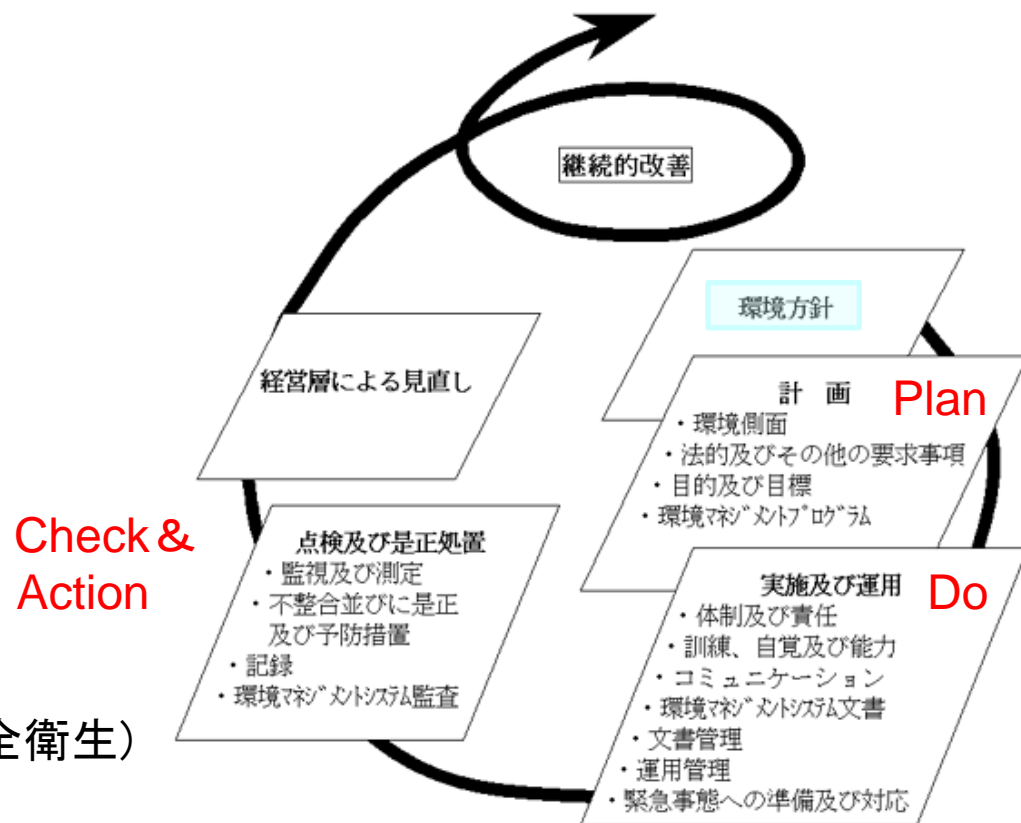 継続的改善
環境方針
計 画 Plan
・環境側面
・法的及びその他の要求事項
・目的及び目標
・環境ﾏﾈｼﾞﾒﾝﾄﾌﾟﾛｸﾞﾗﾑ
実施及び運用 Do
・体制及び責任
・訓練、自覚及び能力
・コミュニケーション
・環境ﾏﾈｼﾞﾒﾝﾄｼｽﾃﾑ文書
・文書管理
・運用管理
・緊急事態への準備及び対応
Check &
Action
点検及び是正処置
・監視及び測定
・不整合並びに是正
及び予防措置
・記録
・環境ﾏﾈｼﾞﾒﾝﾄｼｽﾃﾑ監査
経営層による見直し
全衛生）